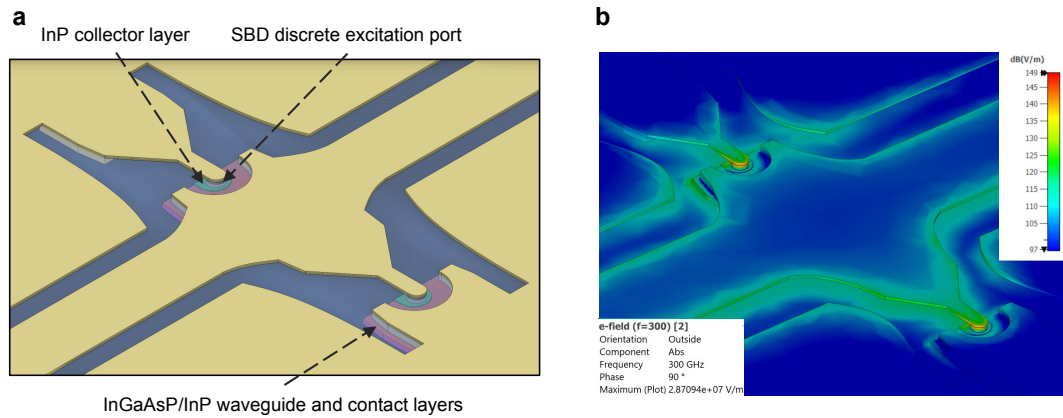 a
InP collector layer
SBD discrete excitation port
InGaAsP/InP waveguide and contact layers
b
dB(V/m)
149
145
140
135
130
125
120
115
110
105
97
e-field (f=300) [2]
Orientation Outside
Component Abs
Frequency 300 GHz
Phase 90 °
Maximum (Plot) 2.87094e+07 V/m